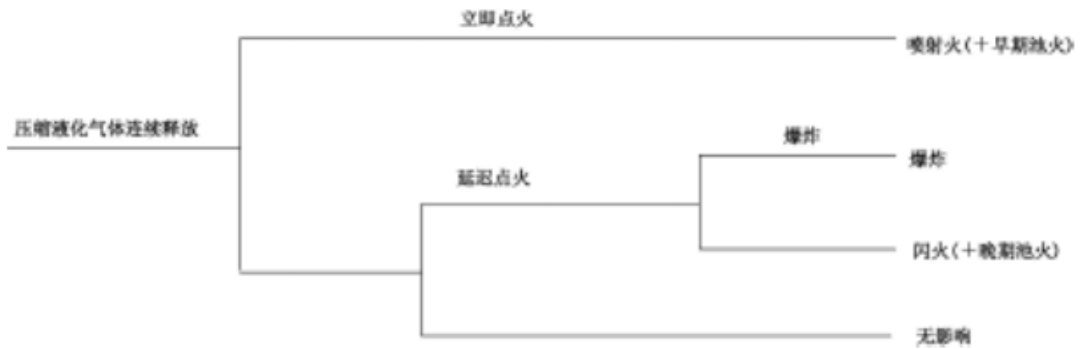 立即点火
喷射火(+早期池火)
压缩液化气体连续释放
爆炸
爆炸
延迟点火
闪火(+晚期池火)
无影响